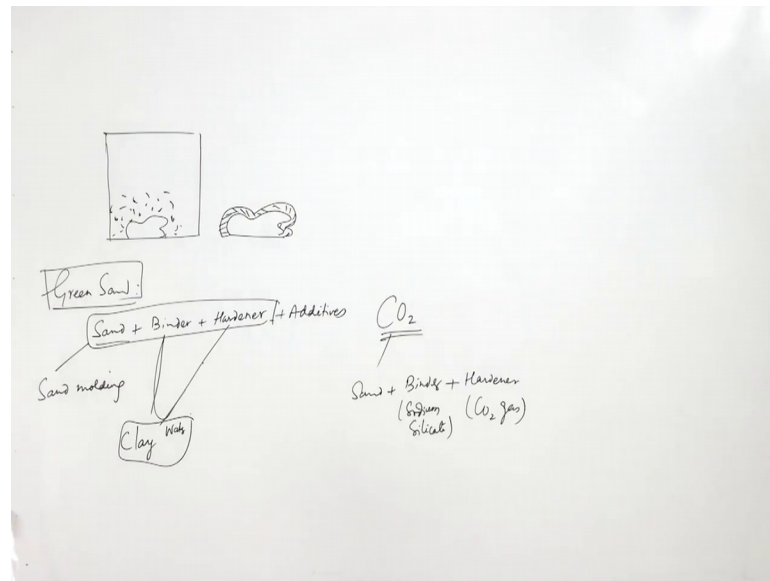 Green Sand:
Sand + Binder + Hardener + Additives
Sand molding
Clay Water
CO2
Sand + Binder + Hardener
(Sodium (CO2 gas)
Silicate)